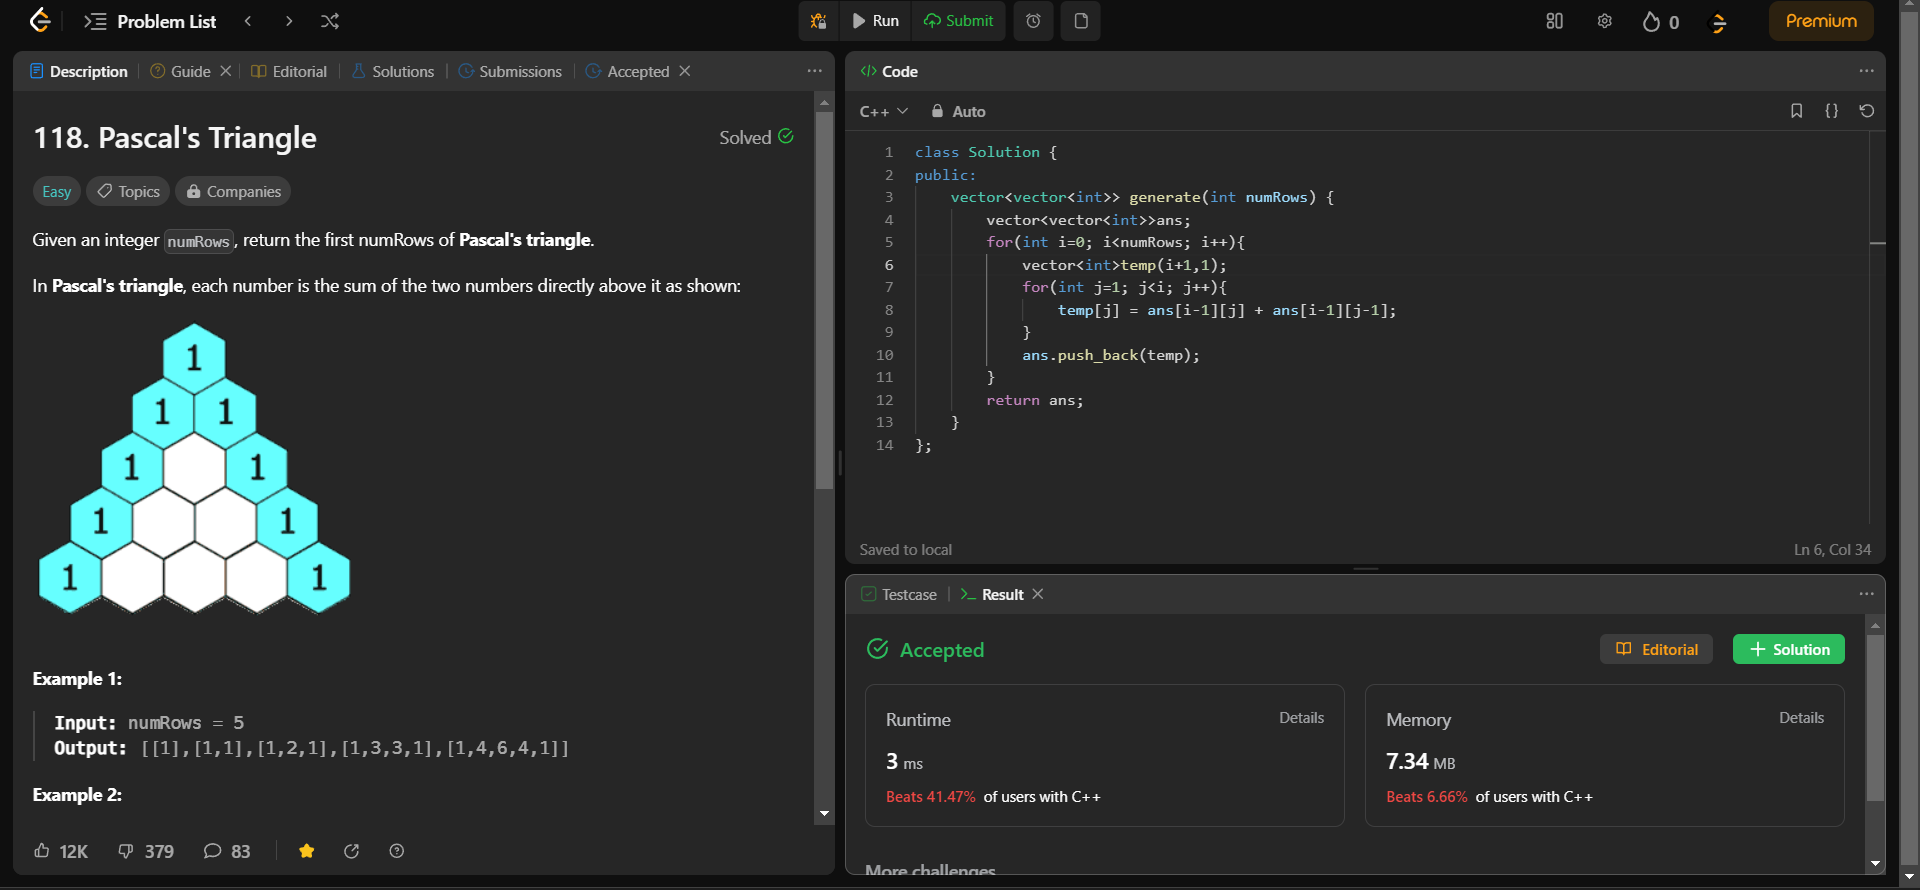 Problem List
Run
Submit
0
Premium
Description
Guide
Editorial
Solutions
Submissions
Accepted
118. Pascal's Triangle
Solved
Easy
Topics
Companies
Given an integer numRows, return the first numRows of Pascal's triangle.
In Pascal's triangle, each number is the sum of the two numbers directly above it as shown:
1
1 1
1 1
1 1
1 1
Example 1:
Input: numRows = 5
Output: [[1],[1,1],[1,2,1],[1,3,3,1],[1,4,6,4,1]]
Example 2:
12K
379
83
</> Code
C++
Auto
1 class Solution {
2 public:
3     vector<vector<int>> generate(int numRows) {
4         vector<vector<int>>ans;
5         for(int i=0; i<numRows; i++){
6             vector<int>temp(i+1,1);
7             for(int j=1; j<i; j++){
8                 temp[j] = ans[i-1][j] + ans[i-1][j-1];
9             }
10             ans.push_back(temp);
11         }
12         return ans;
13     }
14 };
Saved to local
Ln 6, Col 34
Testcase
>_ Result
Accepted
Editorial
+ Solution
Runtime
Details
3 ms
Beats 41.47% of users with C++
Memory
Details
7.34 MB
Beats 6.66% of users with C++
More challenges